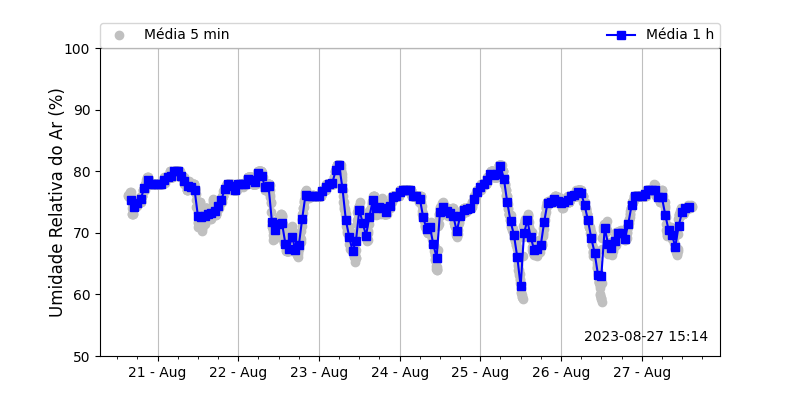 Média 5 min
Média 1 h
Umidade Relativa do Ar (%)
100
90
80
70
60
50
2023-08-27 15:14
21 - Aug
22 - Aug
23 - Aug
24 - Aug
25 - Aug
26 - Aug
27 - Aug